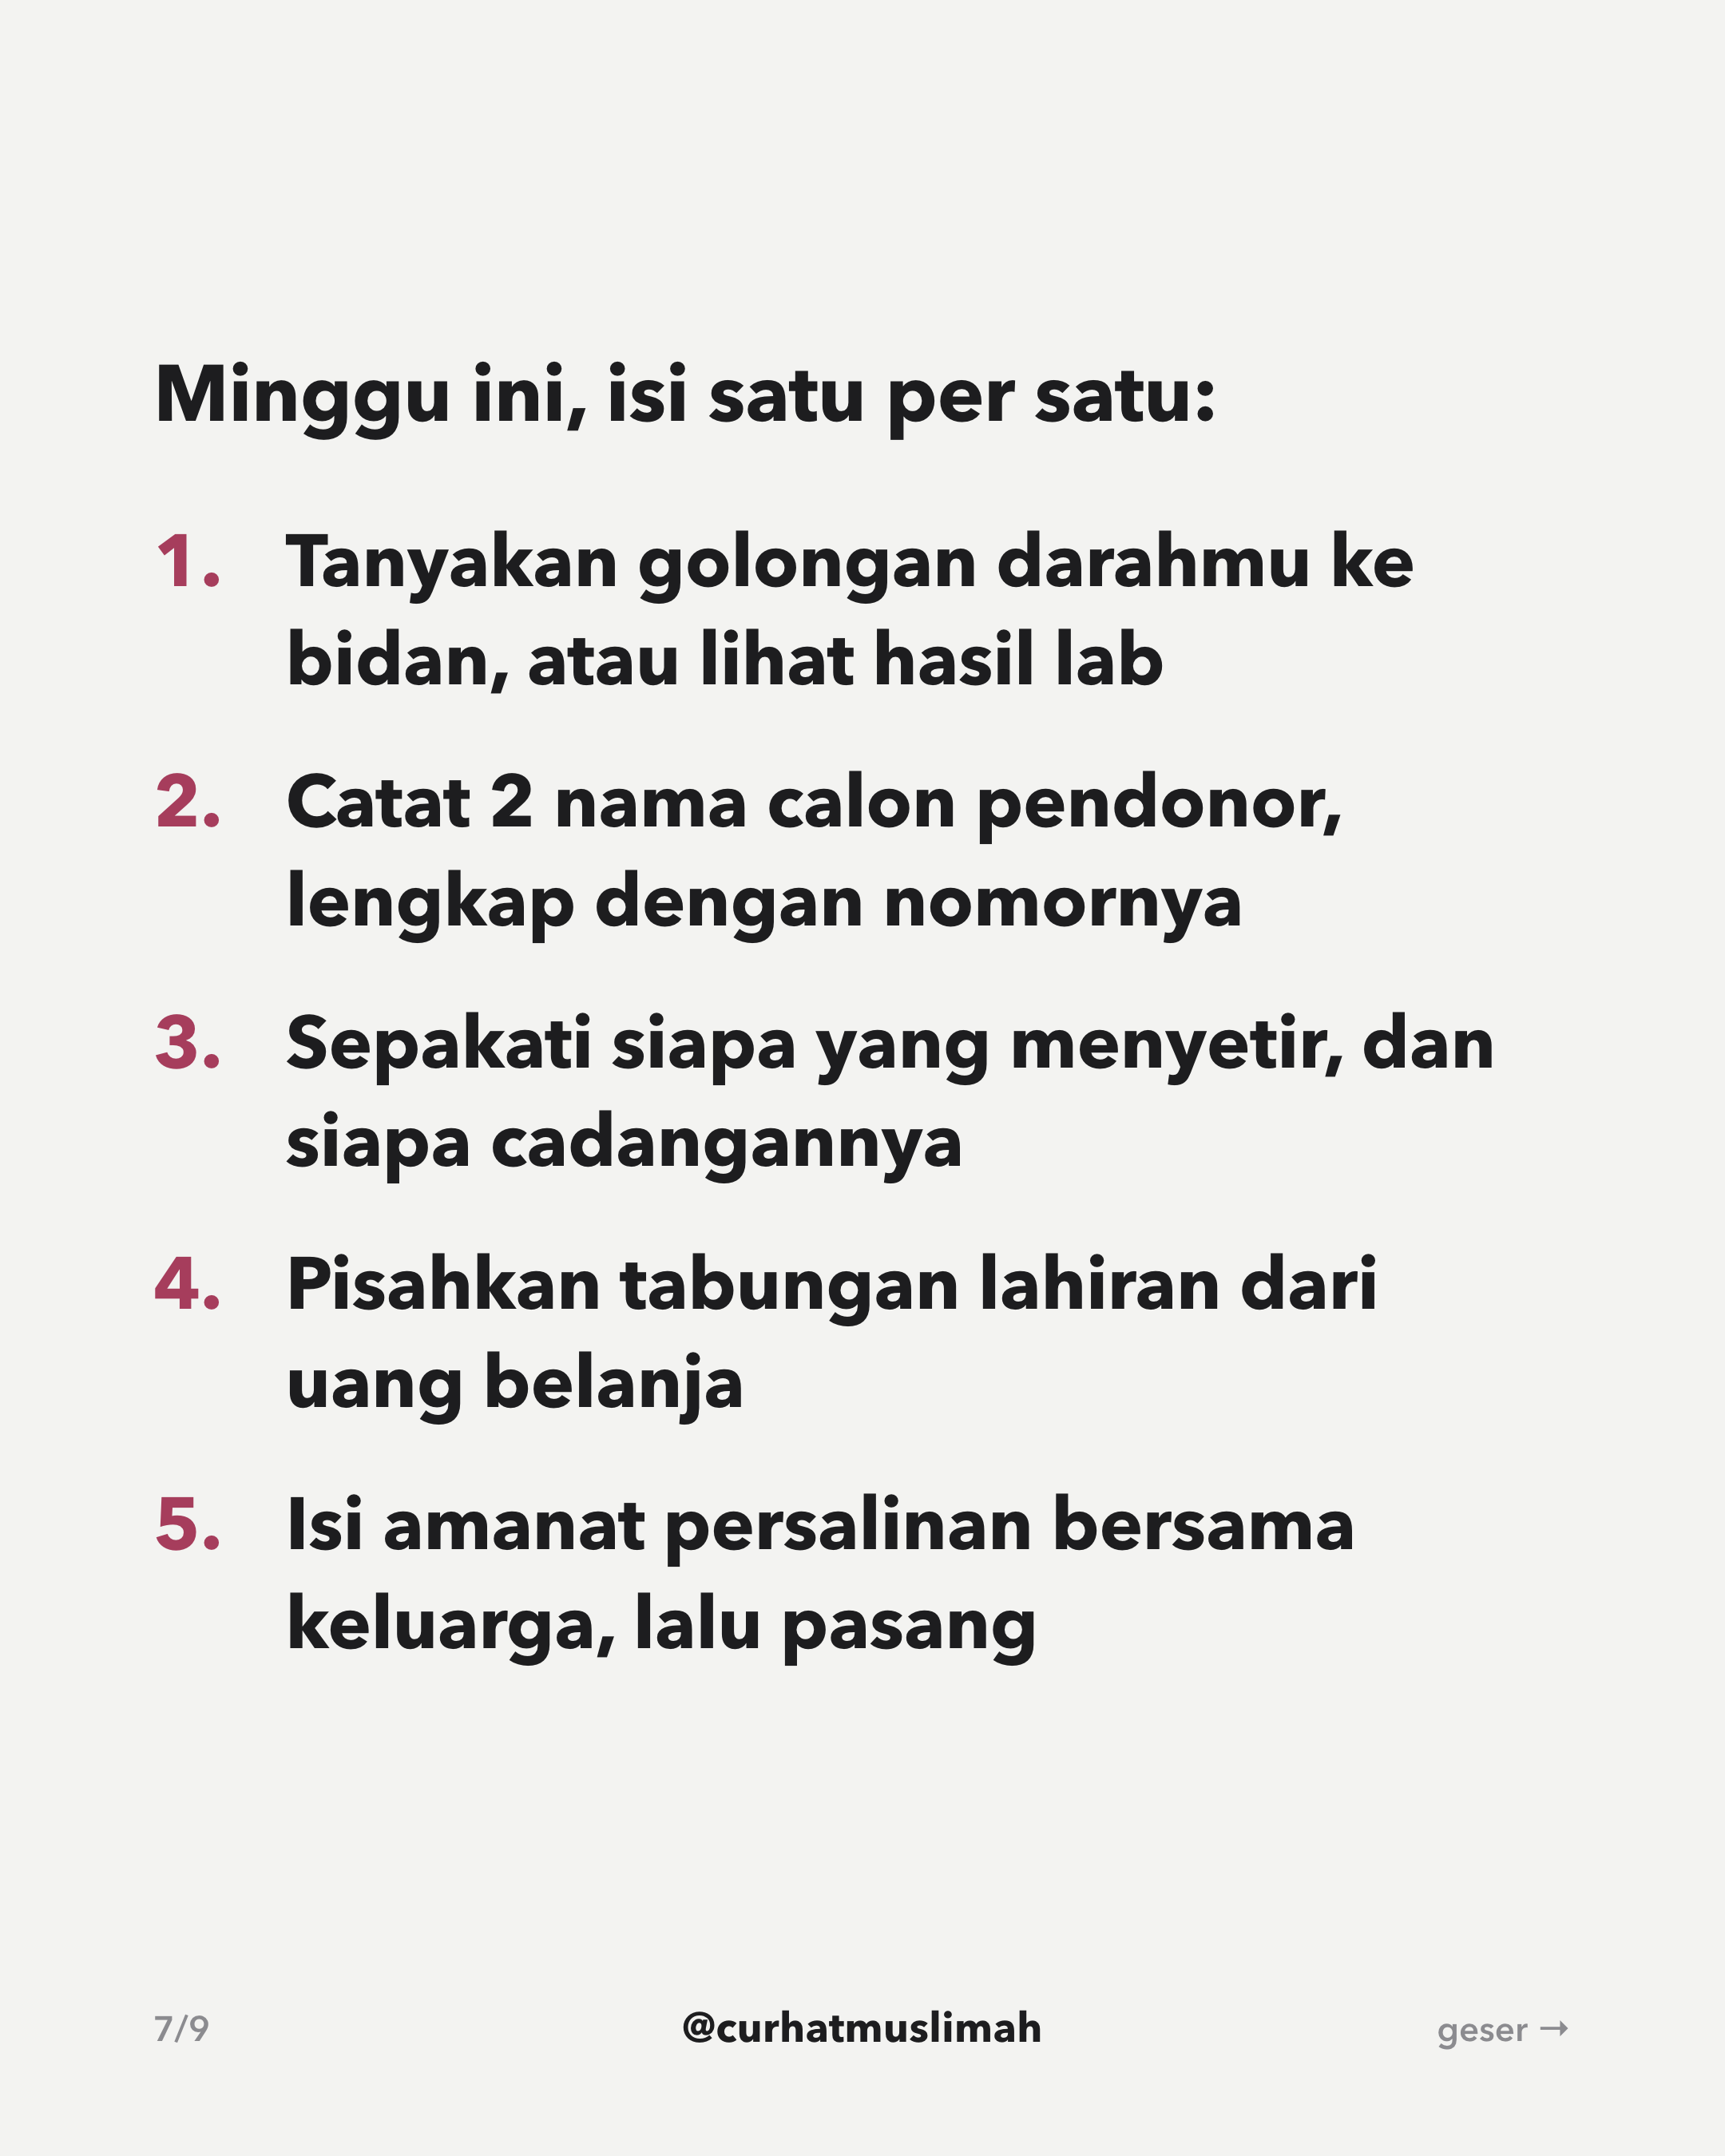 Minggu ini, isi satu per satu:
1. Tanyakan golongan darahmu ke
bidan, atau lihat hasil lab
2. Catat 2 nama calon pendonor,
lengkap dengan nomornya
3. Sepakati siapa yang menyetir, dan
siapa cadangannya
4. Pisahkan tabungan lahiran dari
uang belanja
5. Isi amanat persalinan bersama
keluarga, lalu pasang
7/9 @curhatmuslimah geser →